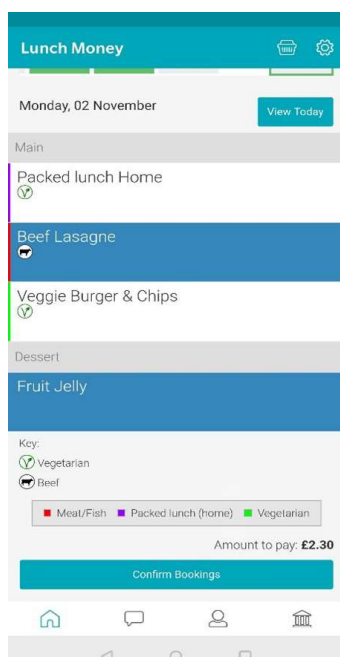 Lunch Money
Monday, 02 November
View Today
Main
Packed lunch Home
Beef Lasagne
Veggie Burger & Chips
Dessert
Fruit Jelly
Key:
Vegetarian
Beef
Meat/Fish Packed lunch (home) Vegetarian
Amount to pay: £2.30
Confirm Bookings